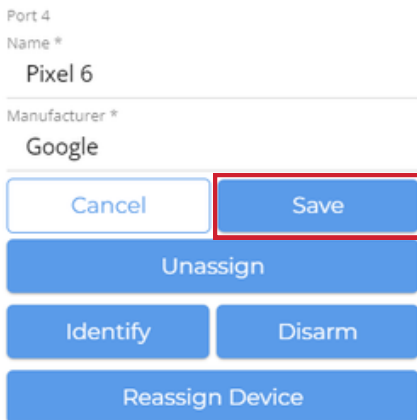 Port 4
Name *
Pixel 6
Manufacturer *
Google
Cancel Save
Unassign
Identify Disarm
Reassign Device